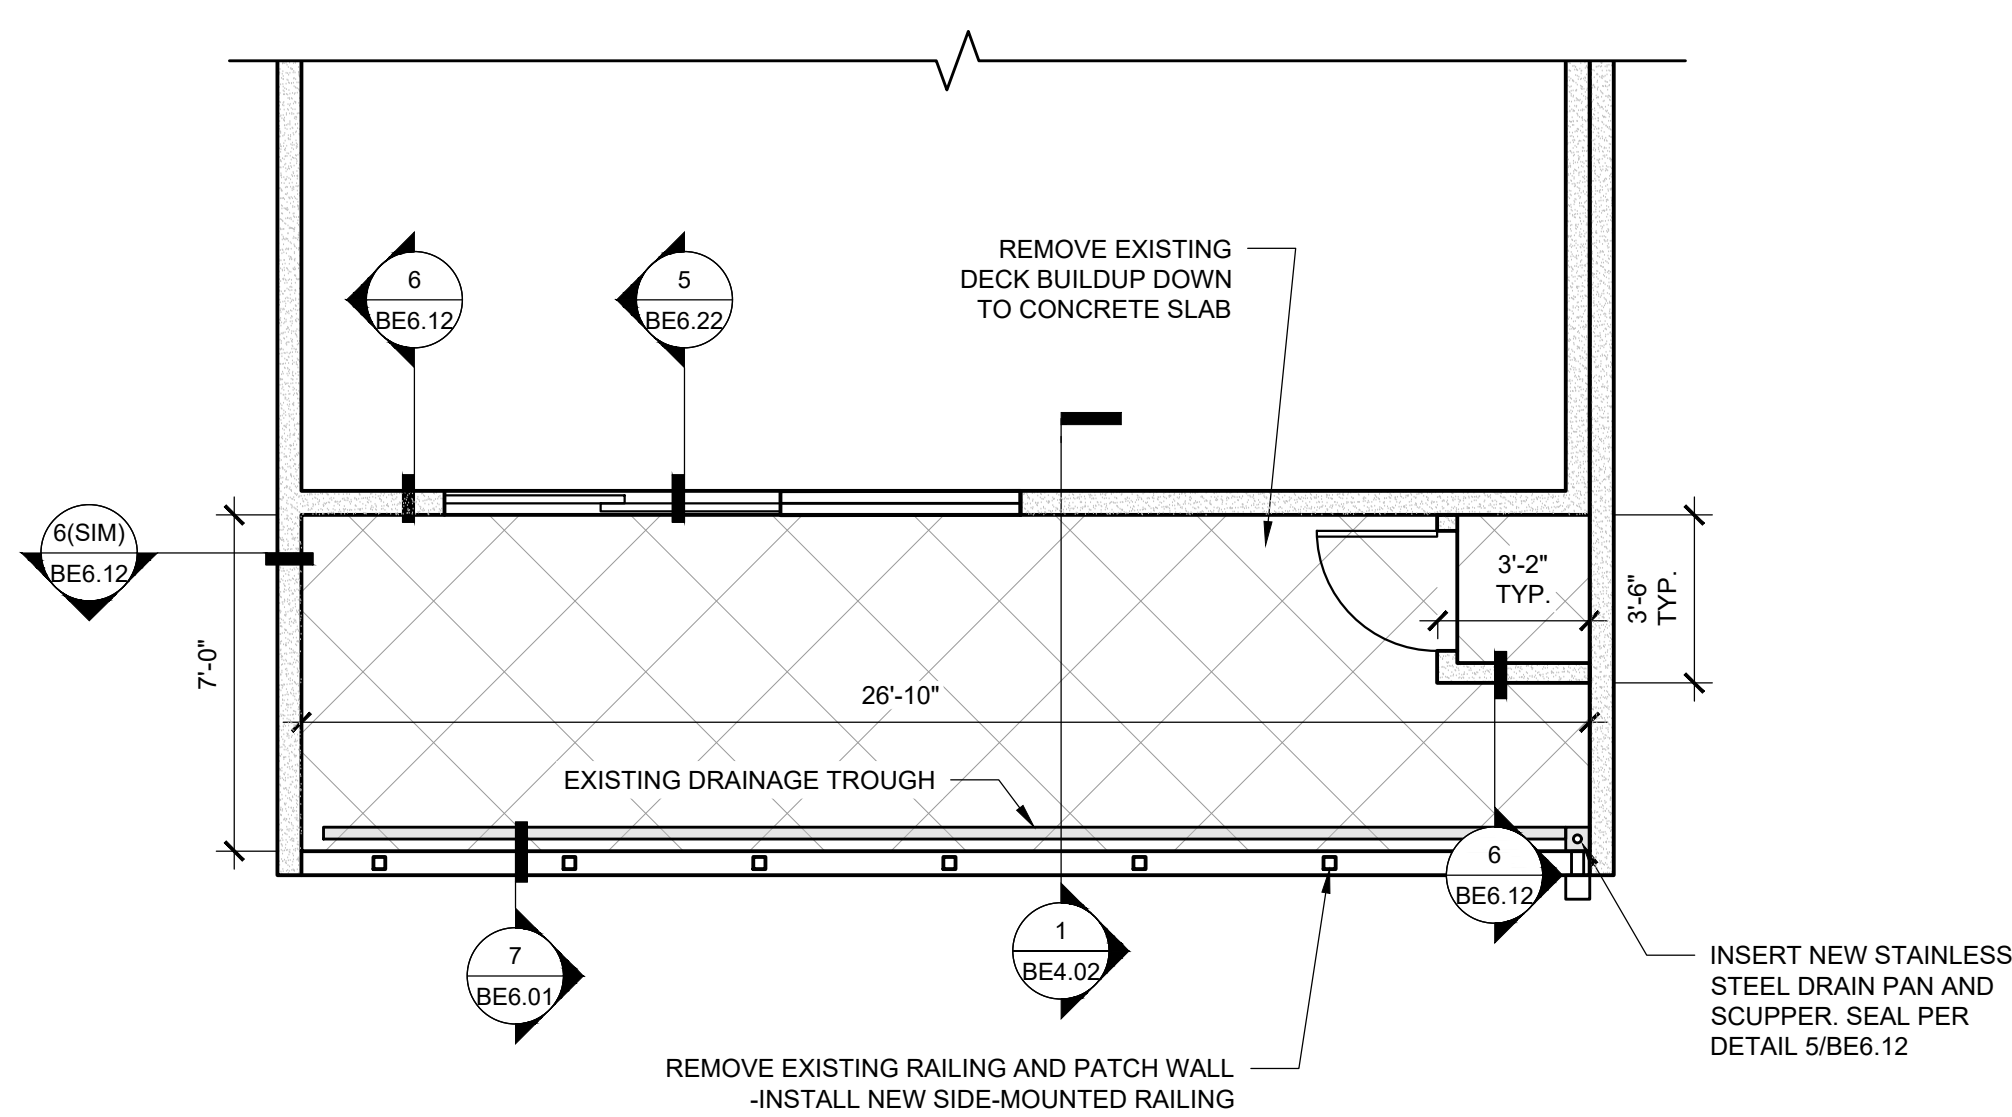 REMOVE EXISTING
DECK BUILDUP DOWN
TO CONCRETE SLAB
6
BE6.12
5
BE6.22
6(SIM)
BE6.12
3'-2"
TYP.
3'-6"
TYP.
7'-0"
26'-10"
EXISTING DRAINAGE TROUGH
6
BE6.12
7
BE6.01
1
BE4.02
INSERT NEW STAINLESS
STEEL DRAIN PAN AND
SCUPPER. SEAL PER
DETAIL 5/BE6.12
REMOVE EXISTING RAILING AND PATCH WALL
-INSTALL NEW SIDE-MOUNTED RAILING